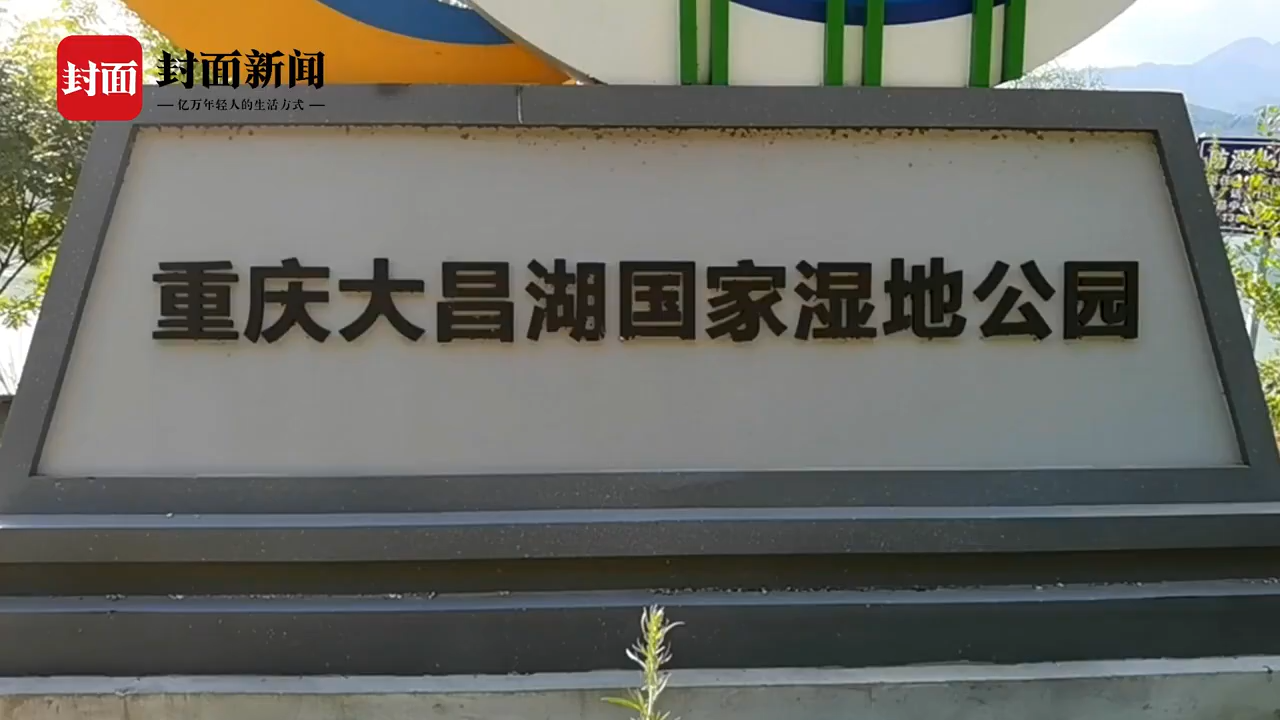 封面
封面新闻
亿万年轻人的生活方式
重庆大昌湖国家湿地公园